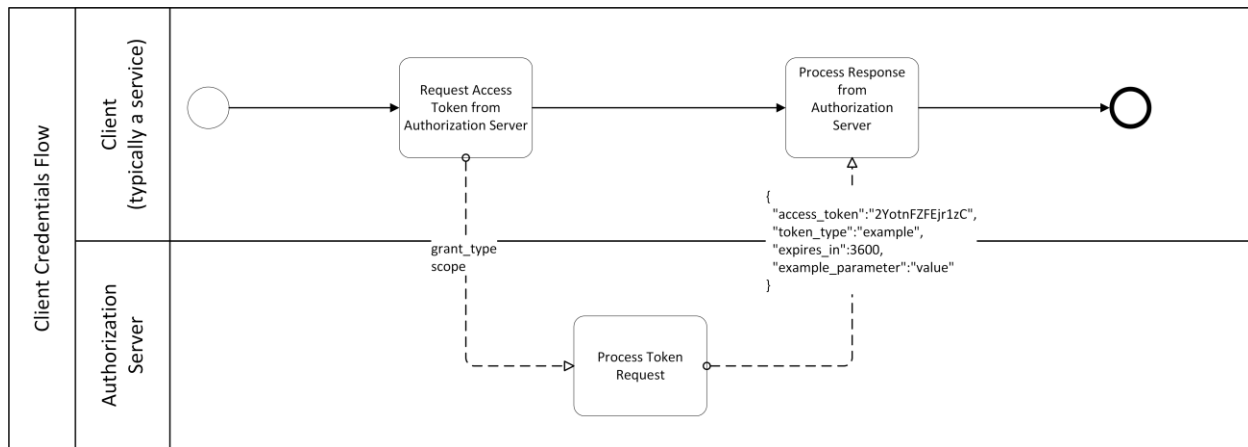 Client Credentials Flow
Client
(typically a service)
Request Access
Token from
Authorization Server
Process Response
from
Authorization
Server
{
"access_token":"2YotnFZFEjr1zC",
"token_type":"example",
"expires_in":3600,
"example_parameter":"value"
}
grant_type
scope
Authorization
Server
Process Token
Request